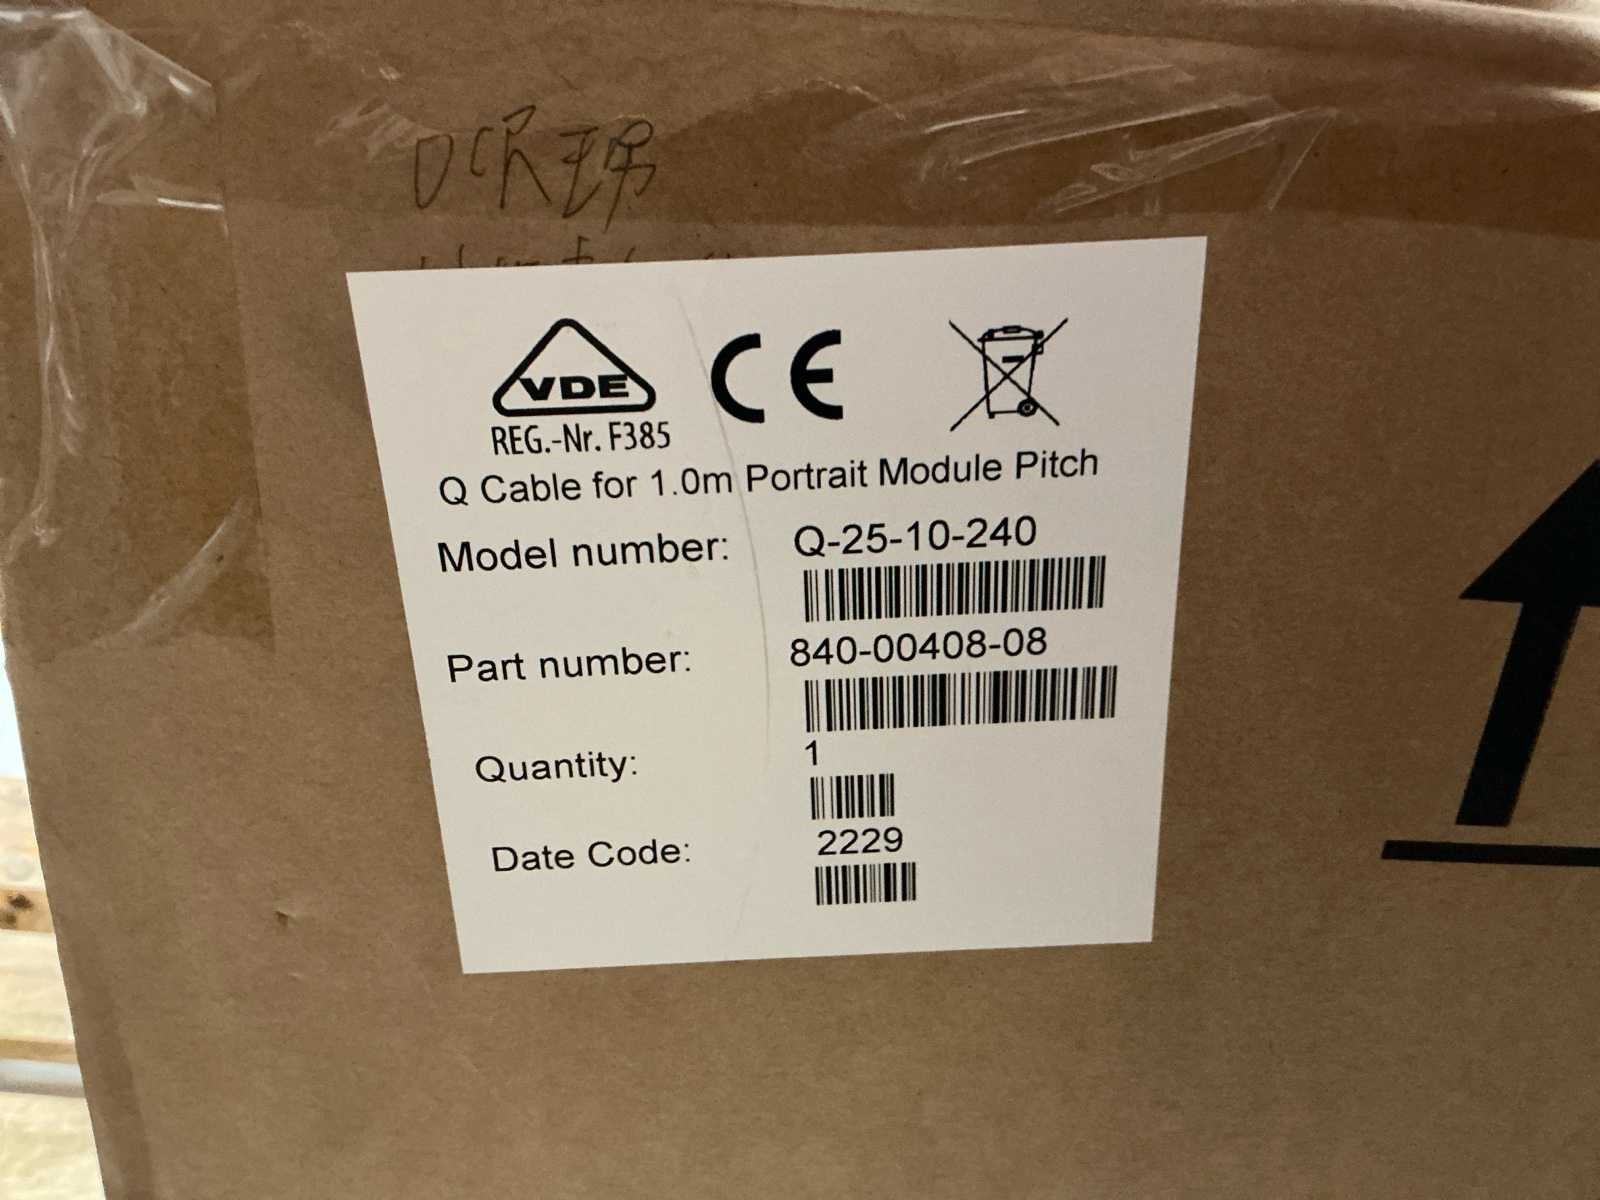 VDE
REG.-Nr. F385
CE
Q Cable for 1.0m Portrait Module Pitch
Model number: Q-25-10-240
Part number: 840-00408-08
Quantity: 1
Date Code: 2229